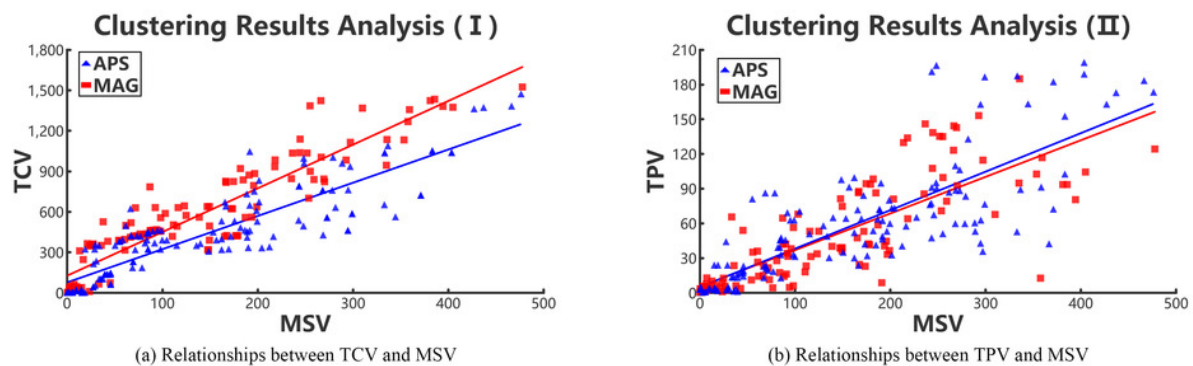 Clustering Results Analysis (Ⅰ)
1,800
1,500
1,200
900
600
300
0
TCV
APS
MAG
0 100 200 300 400 500
MSV
(a) Relationships between TCV and MSV
Clustering Results Analysis (Ⅱ)
210
180
150
120
90
60
30
0
TPV
APS
MAG
0 100 200 300 400 500
MSV
(b) Relationships between TPV and MSV